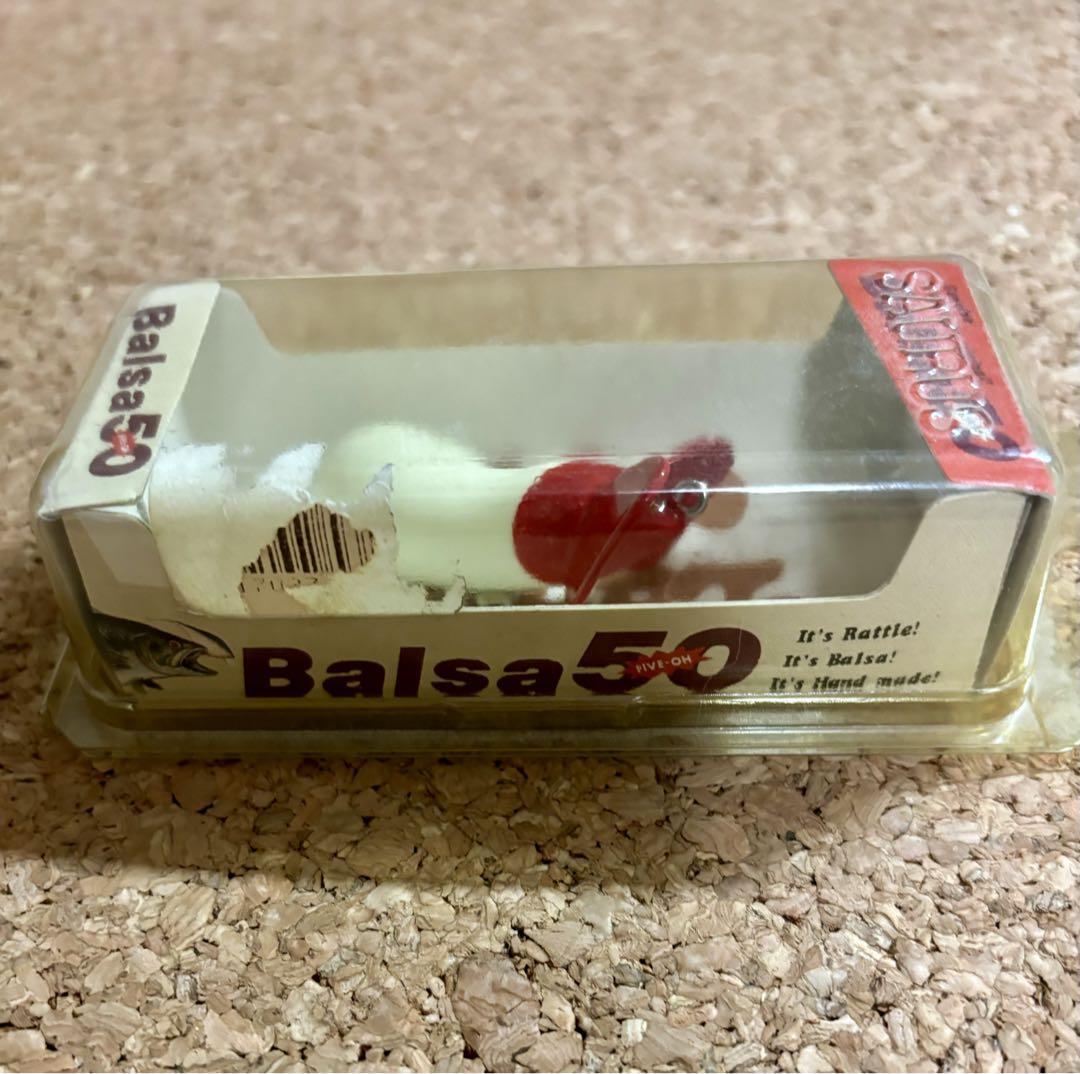 Balsa50
SAURUS
Balsa50
FIVE-OH
It's Rattle!
It's Balsa!
It's Hand made!